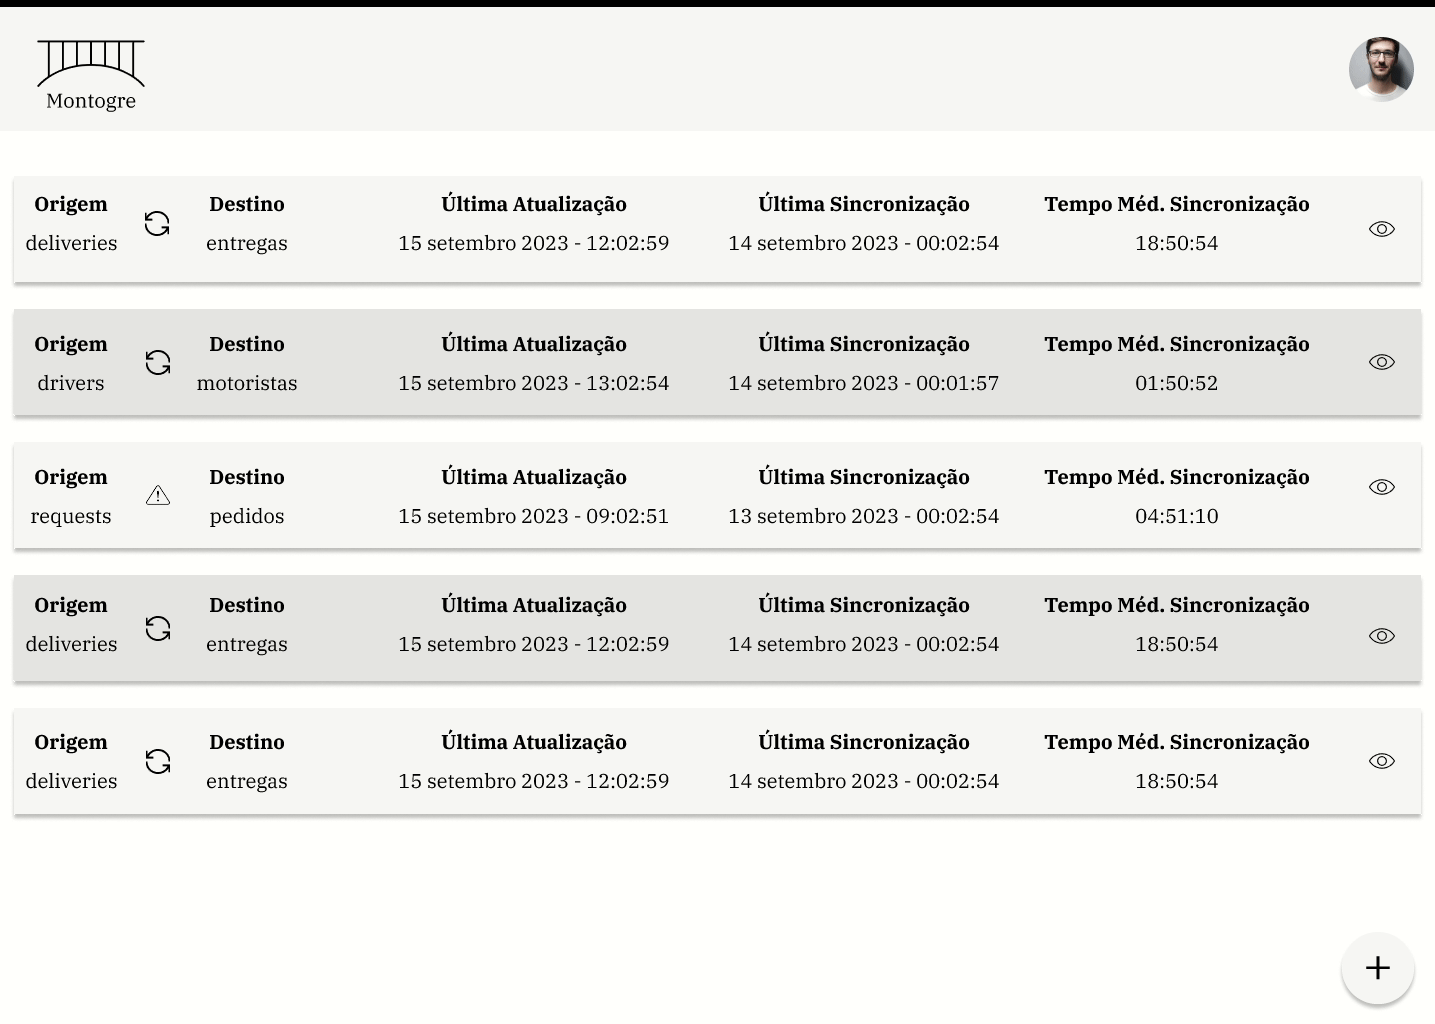 Montogre
Origem Destino Última Atualização Última Sincronização Tempo Méd. Sincronização
deliveries entregas 15 setembro 2023 - 12:02:59 14 setembro 2023 - 00:02:54 18:50:54
Origem Destino Última Atualização Última Sincronização Tempo Méd. Sincronização
drivers motoristas 15 setembro 2023 - 13:02:54 14 setembro 2023 - 00:01:57 01:50:52
Origem Destino Última Atualização Última Sincronização Tempo Méd. Sincronização
requests pedidos 15 setembro 2023 - 09:02:51 13 setembro 2023 - 00:02:54 04:51:10
Origem Destino Última Atualização Última Sincronização Tempo Méd. Sincronização
deliveries entregas 15 setembro 2023 - 12:02:59 14 setembro 2023 - 00:02:54 18:50:54
Origem Destino Última Atualização Última Sincronização Tempo Méd. Sincronização
deliveries entregas 15 setembro 2023 - 12:02:59 14 setembro 2023 - 00:02:54 18:50:54